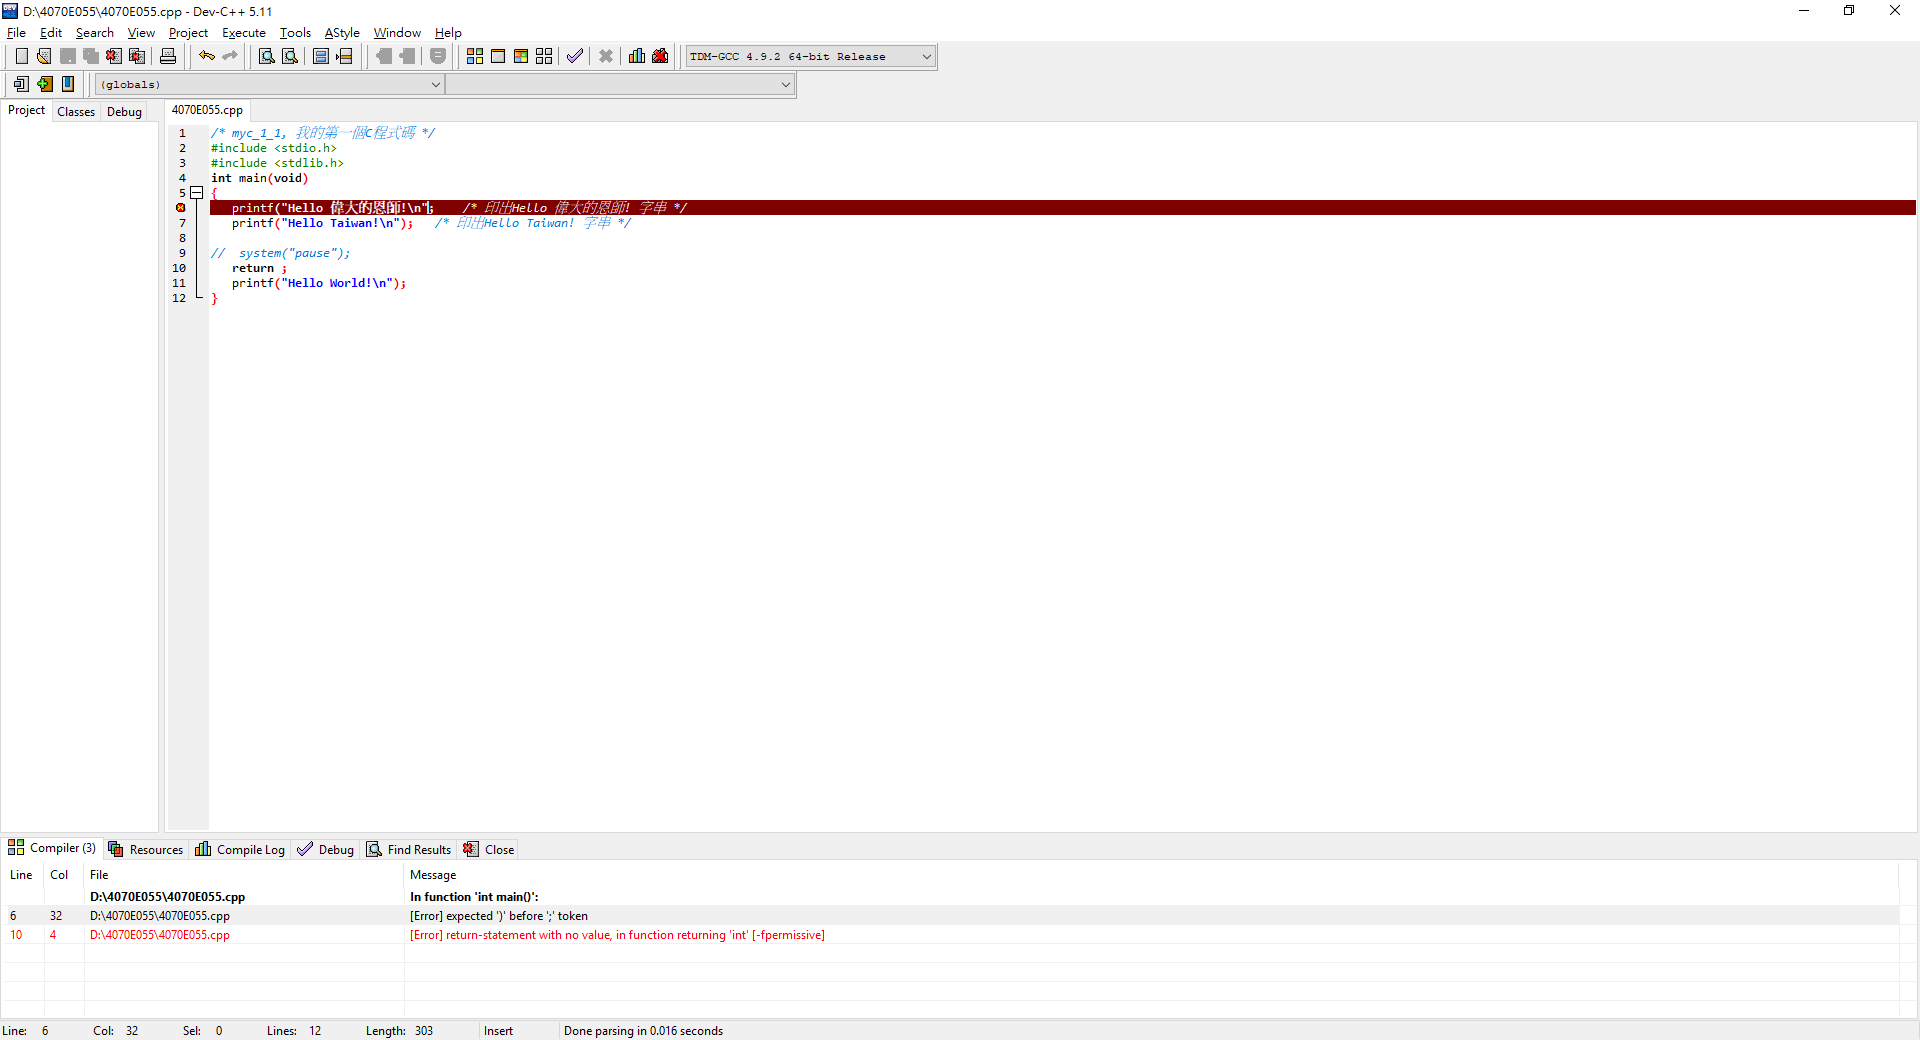 D:\4070E055\4070E055.cpp - Dev-C++ 5.11
File Edit Search View Project Execute Tools AStyle Window Help
TDM-GCC 4.9.2 64-bit Release
(globals)
Project Classes Debug 4070E055.cpp
1 /* myc_1_1, 我的第一個C程式碼 */
2 #include <stdio.h>
3 #include <stdlib.h>
4 int main(void)
5 {
printf("Hello 偉大的恩師!\n"; /* 印出Hello 偉大的恩師! 字串 */
7 printf("Hello Taiwan!\n"); /* 印出Hello Taiwan! 字串 */
8
9 // system("pause");
10 return ;
11 printf("Hello World!\n");
12 }
Compiler (3) Resources Compile Log Debug Find Results Close
Line Col File Message
D:\4070E055\4070E055.cpp In function 'int main()':
6 32 D:\4070E055\4070E055.cpp [Error] expected ')' before ';' token
10 4 D:\4070E055\4070E055.cpp [Error] return-statement with no value, in function returning 'int' [-fpermissive]
Line: 6 Col: 32 Sel: 0 Lines: 12 Length: 303 Insert Done parsing in 0.016 seconds